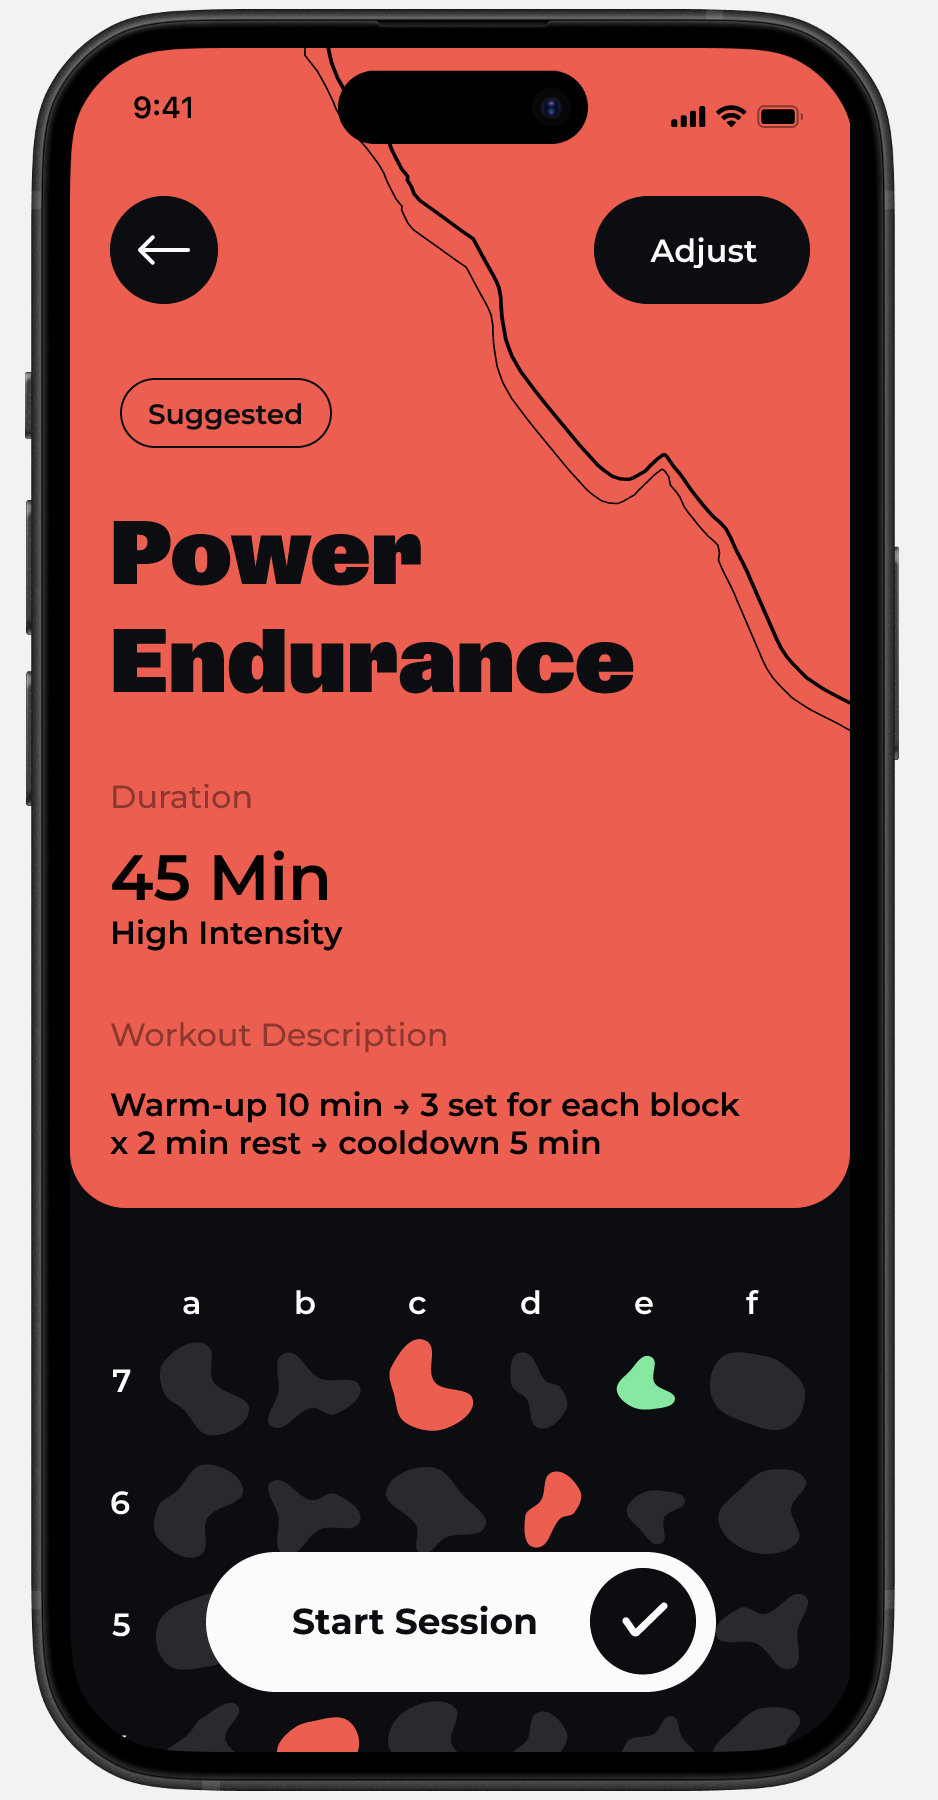 9:41
Adjust
Suggested
Power
Endurance
Duration
45 Min
High Intensity
Workout Description
Warm-up 10 min → 3 set for each block
x 2 min rest → cooldown 5 min
a b c d e f
7
6
5
Start Session